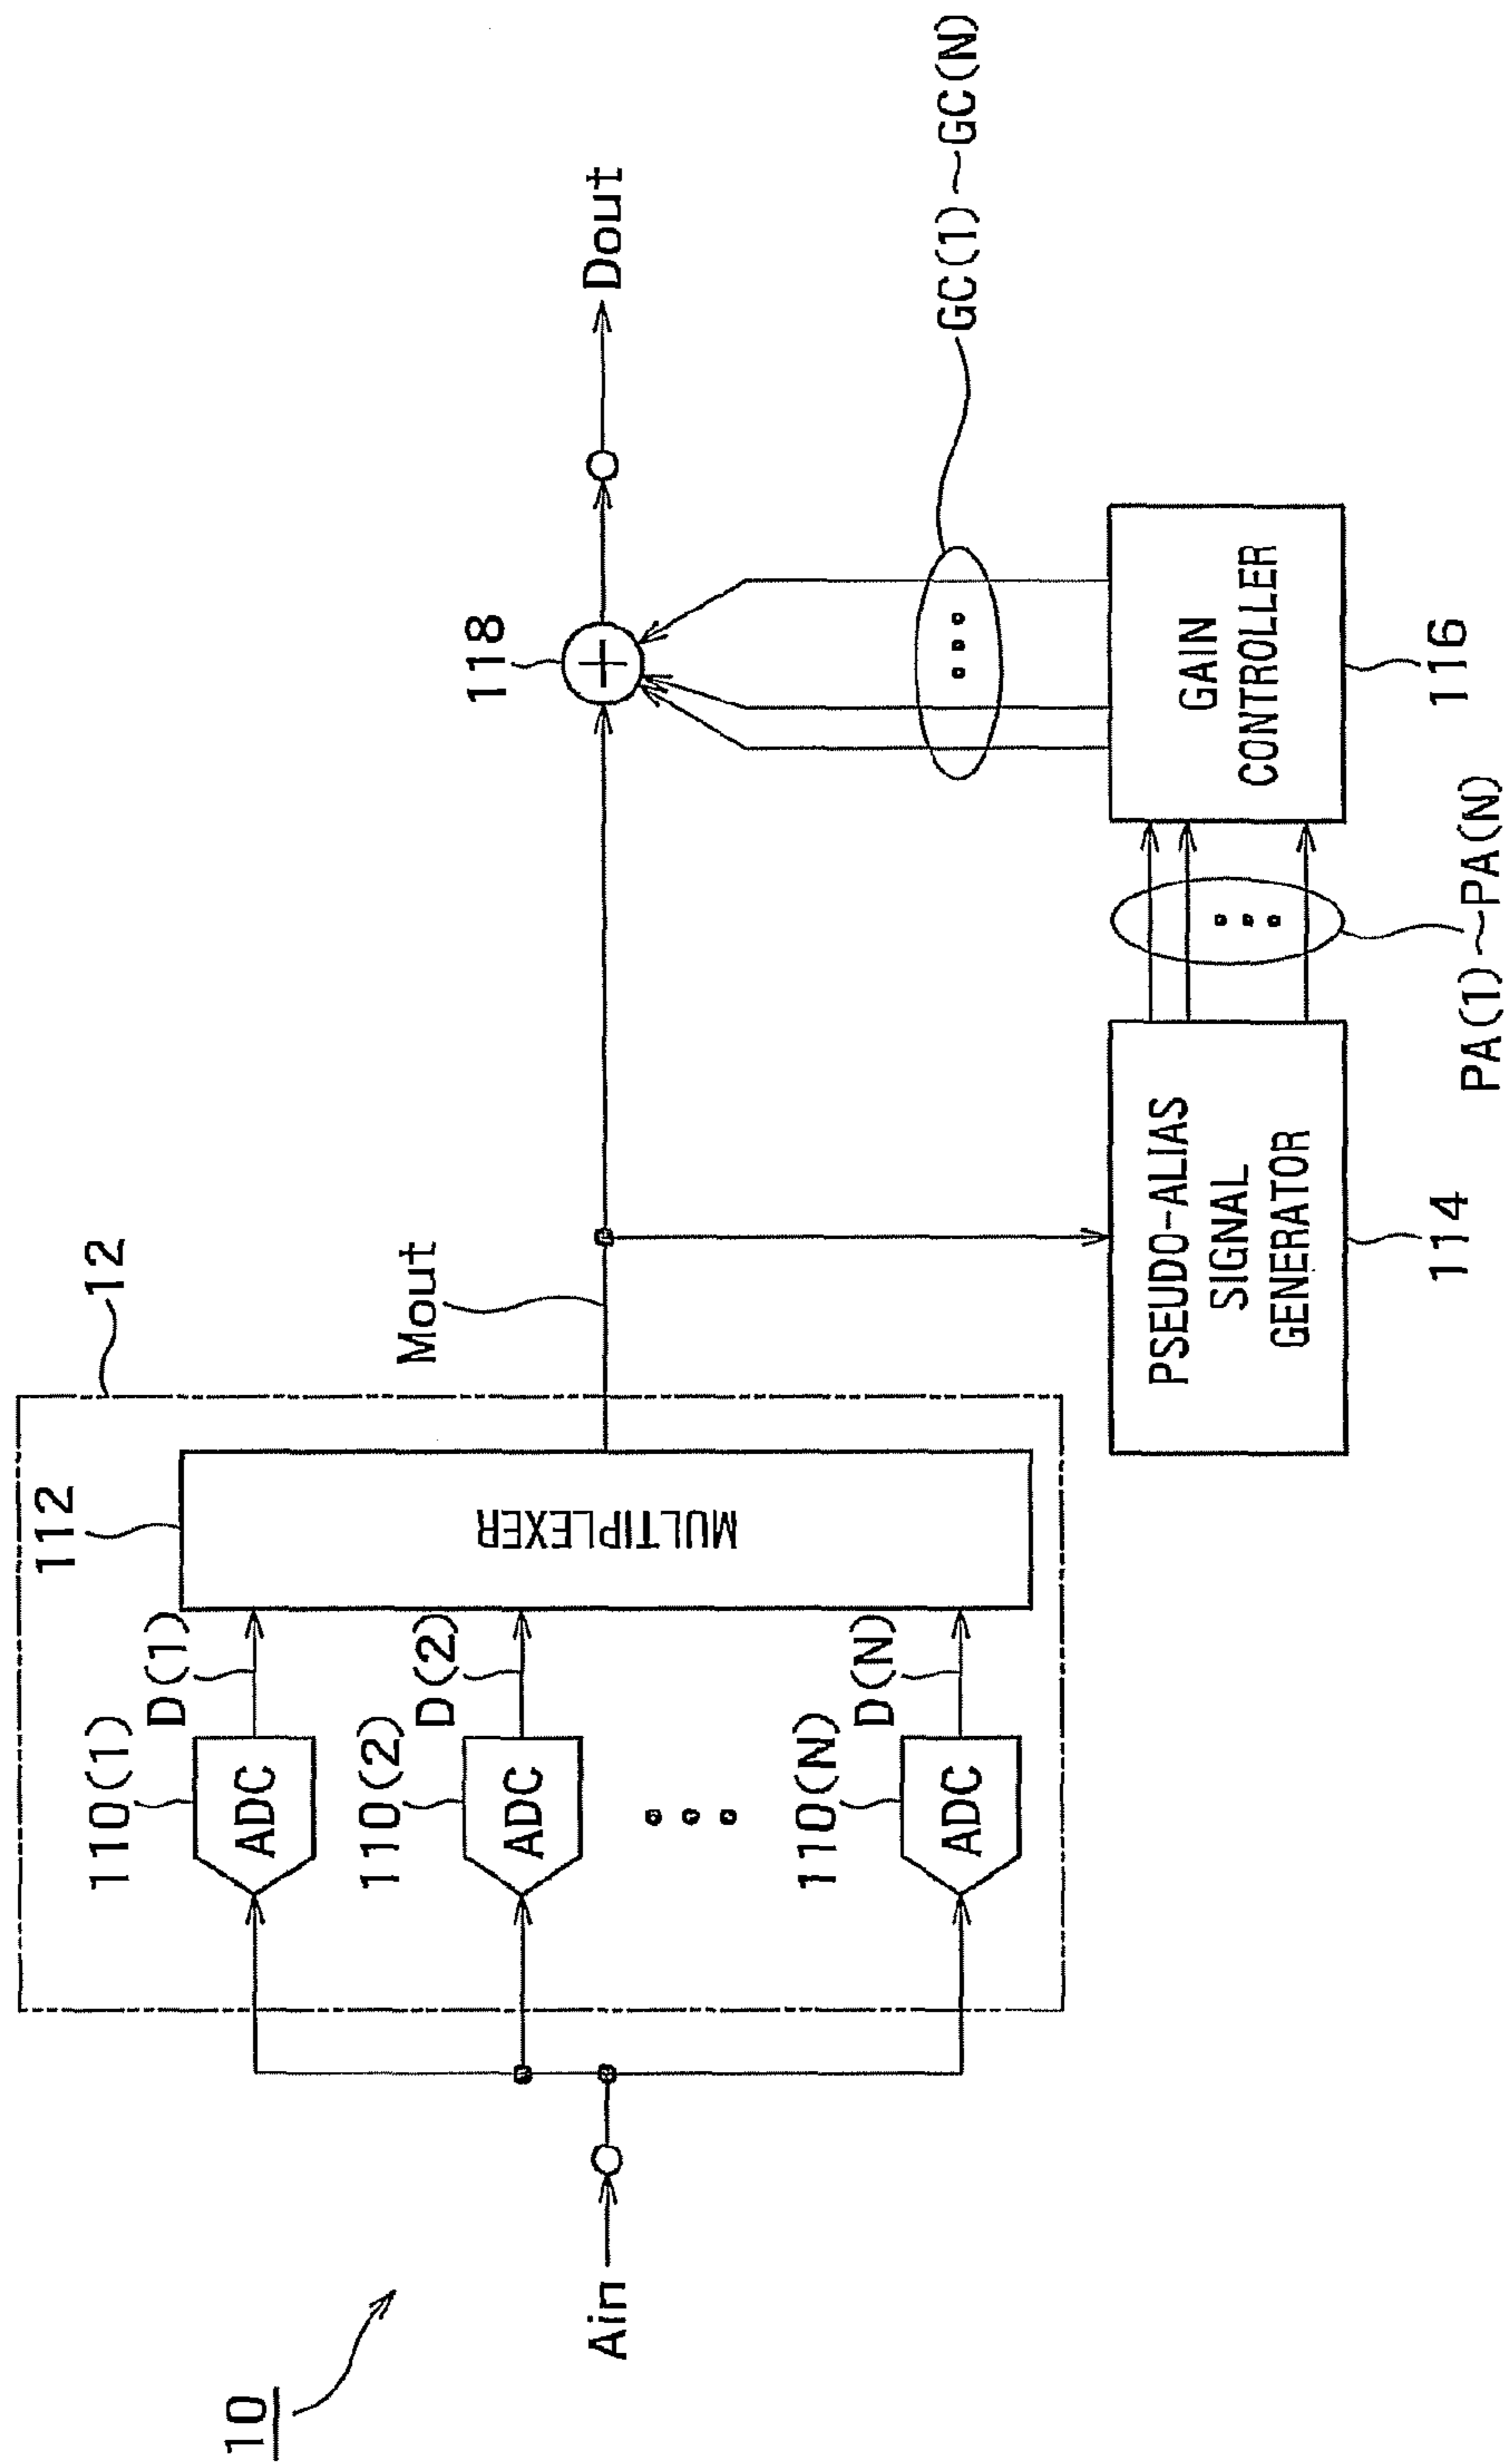 10
12
112
110(1)
D(1)
ADC
110(2)
D(2)
ADC
110(N)
D(N)
ADC
MULTIPLEXER
Ain
Mout
118
Dout
GC(1)~GC(N)
PSEUDO-ALIAS
SIGNAL
GENERATOR
114
PA(1)~PA(N)
GAIN
CONTROLLER
116